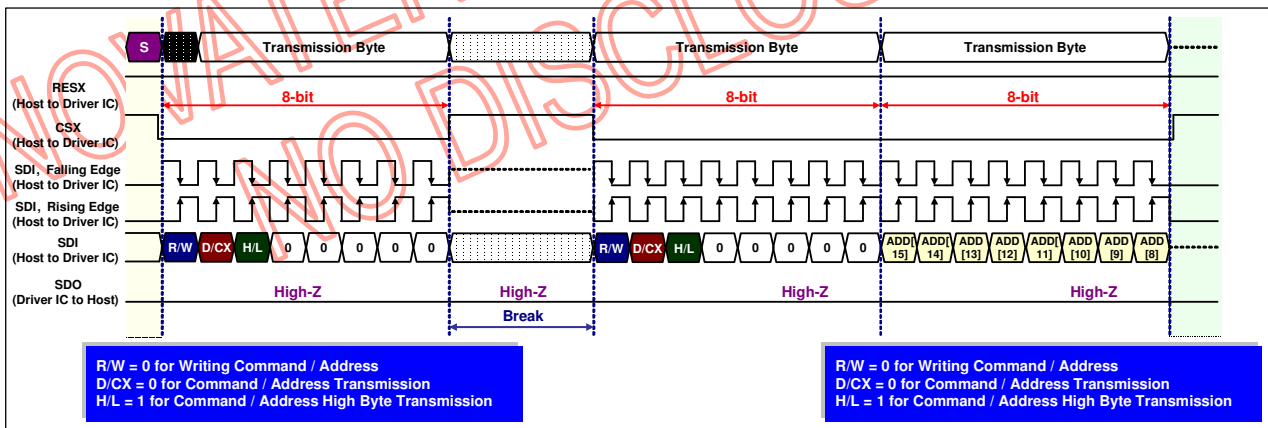 S
Transmission Byte
Transmission Byte
Transmission Byte
RESX
(Host to Driver IC)
8-bit
8-bit
8-bit
CSX
(Host to Driver IC)
SDI, Falling Edge
(Host to Driver IC)
SDI, Rising Edge
(Host to Driver IC)
SDI
(Host to Driver IC)
R/W D/CX H/L 0 0 0 0 0
R/W D/CX H/L 0 0 0 0 0
ADD[15] ADD[14] ADD[13] ADD[12] ADD[11] ADD[10] ADD[9] ADD[8]
SDO
(Driver IC to Host)
High-Z
High-Z
High-Z
High-Z
Break
R/W = 0 for Writing Command / Address
D/CX = 0 for Command / Address Transmission
H/L = 1 for Command / Address High Byte Transmission
R/W = 0 for Writing Command / Address
D/CX = 0 for Command / Address Transmission
H/L = 1 for Command / Address High Byte Transmission